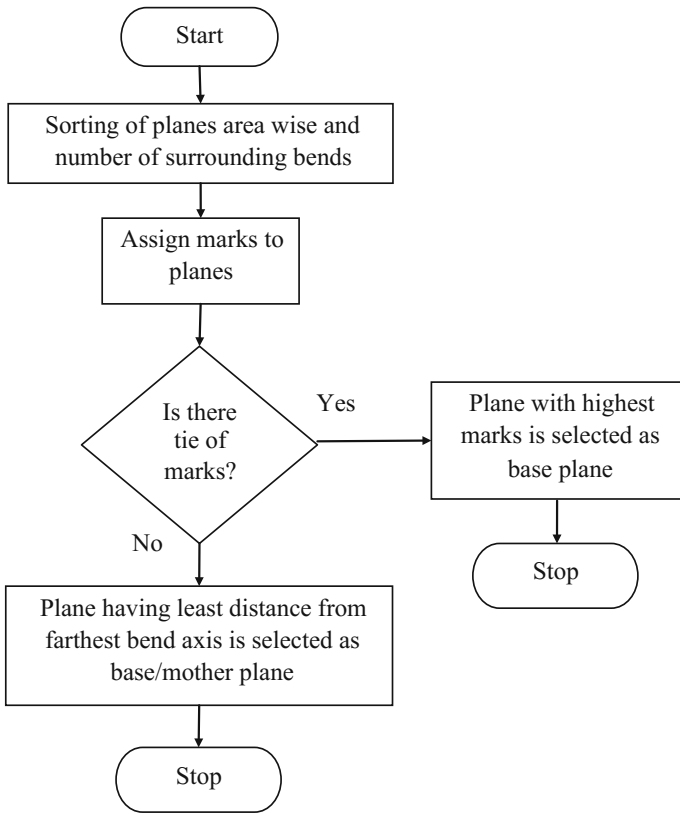 Start
Sorting of planes area wise and
number of surrounding bends
Assign marks to
planes
Is there
tie of
marks?
Yes
Plane with highest
marks is selected as
base plane
Stop
No
Plane having least distance from
farthest bend axis is selected as
base/mother plane
Stop